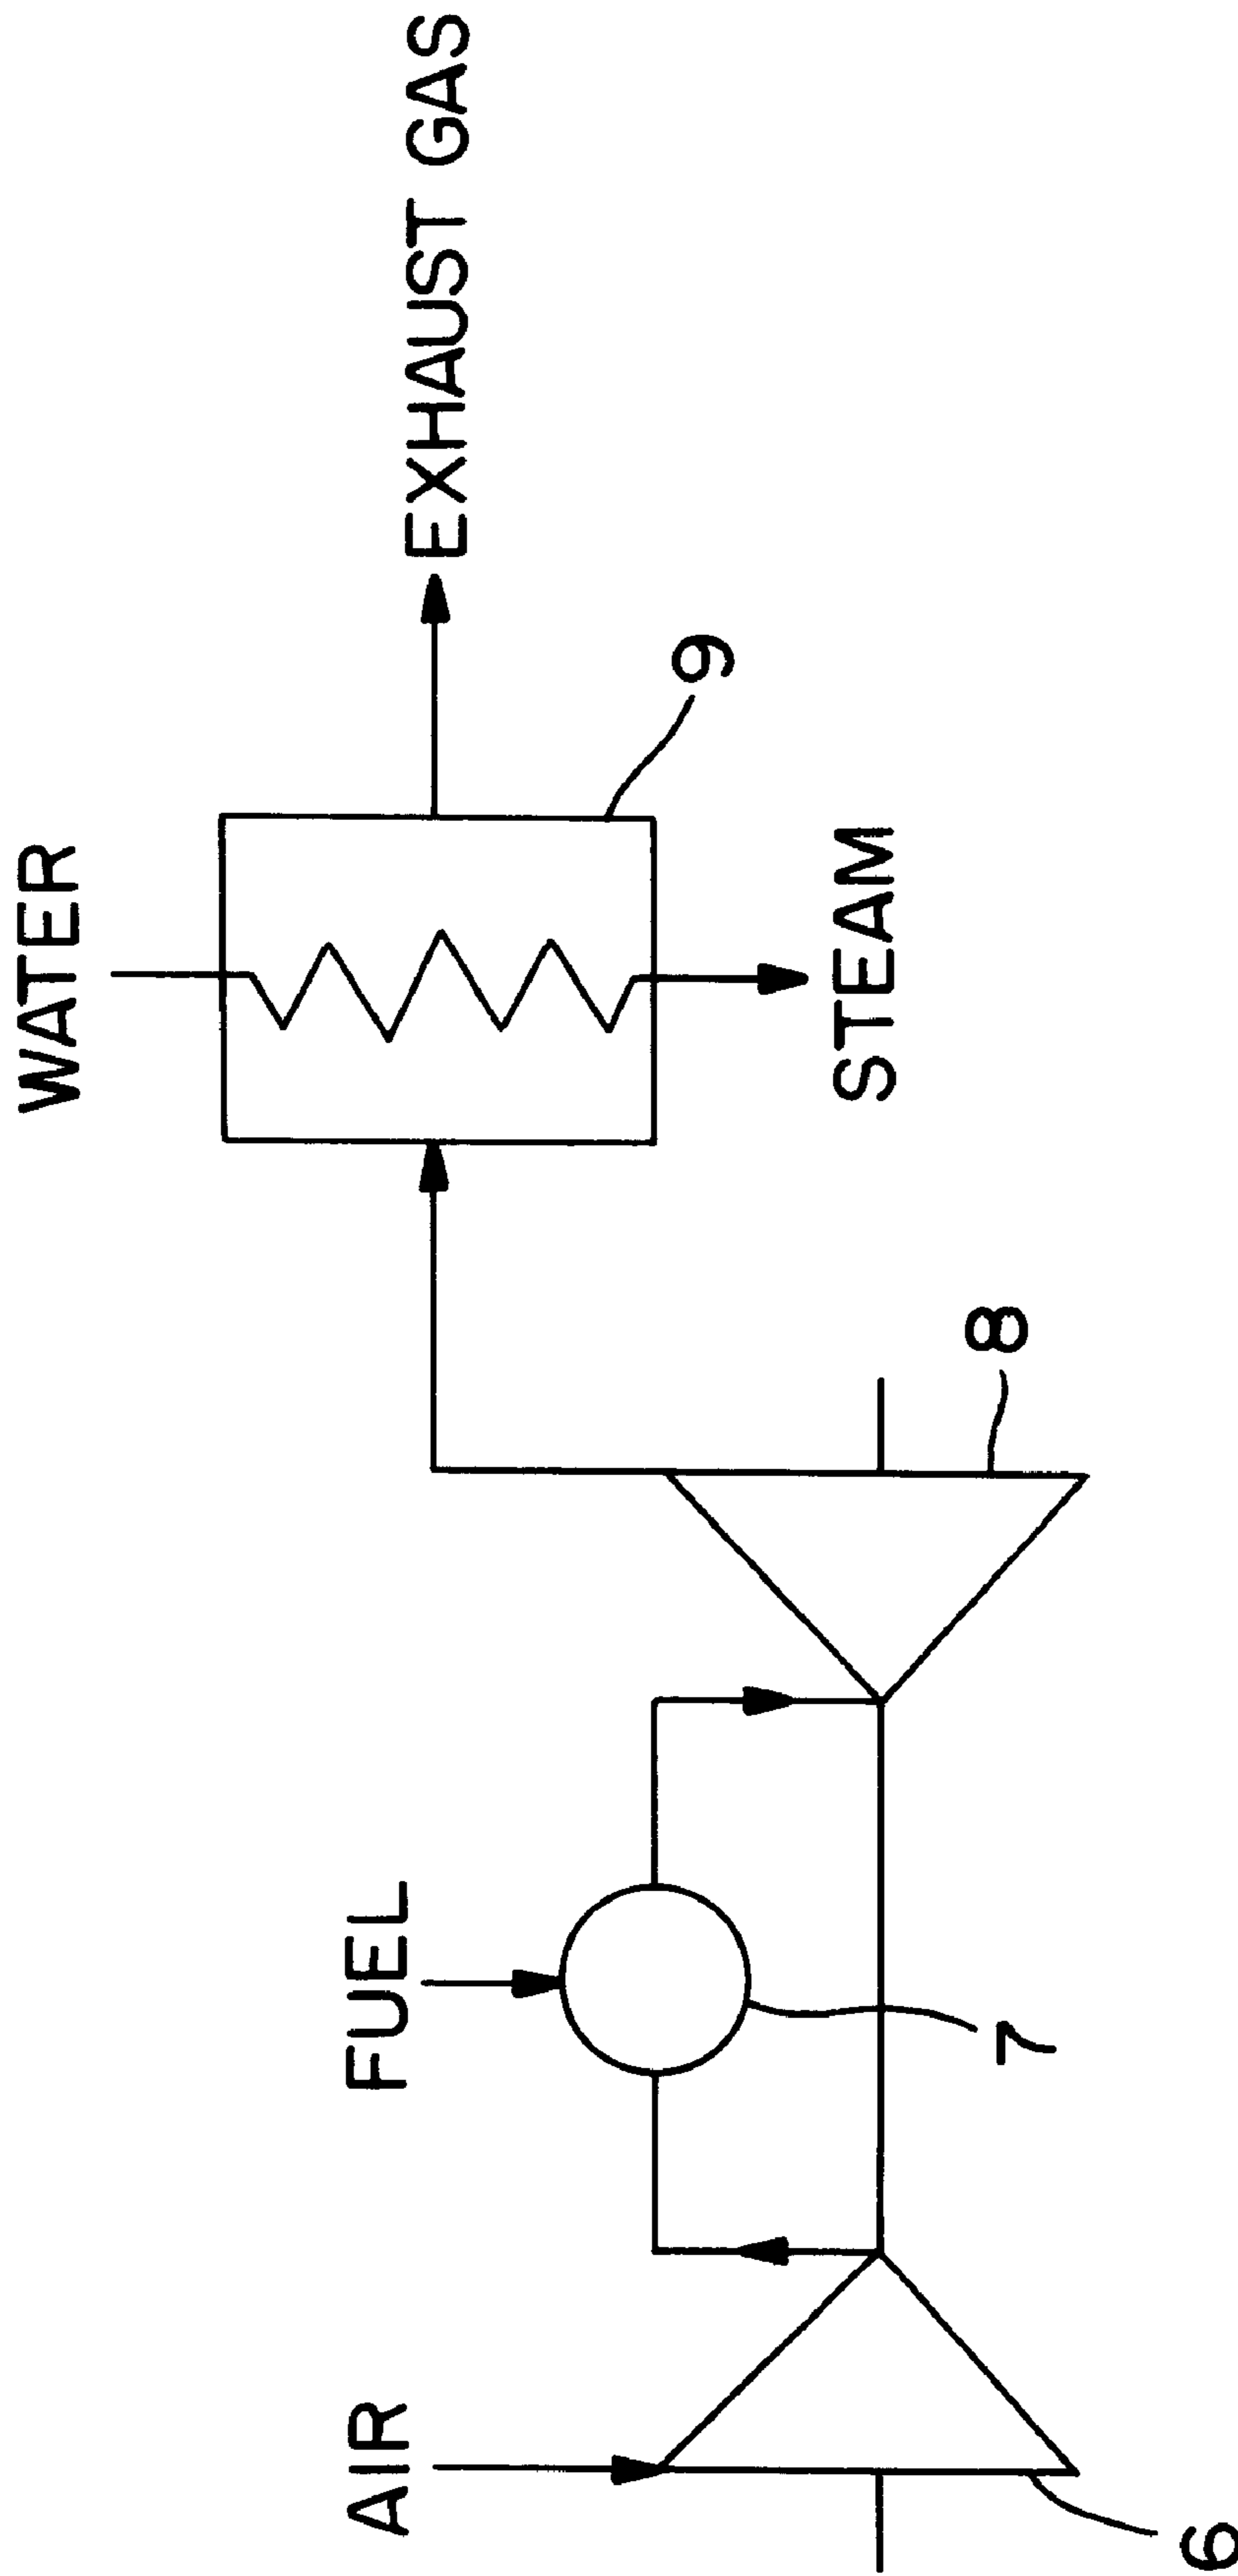 WATER
EXHAUST GAS
9
STEAM
FUEL
AIR
8
7
6